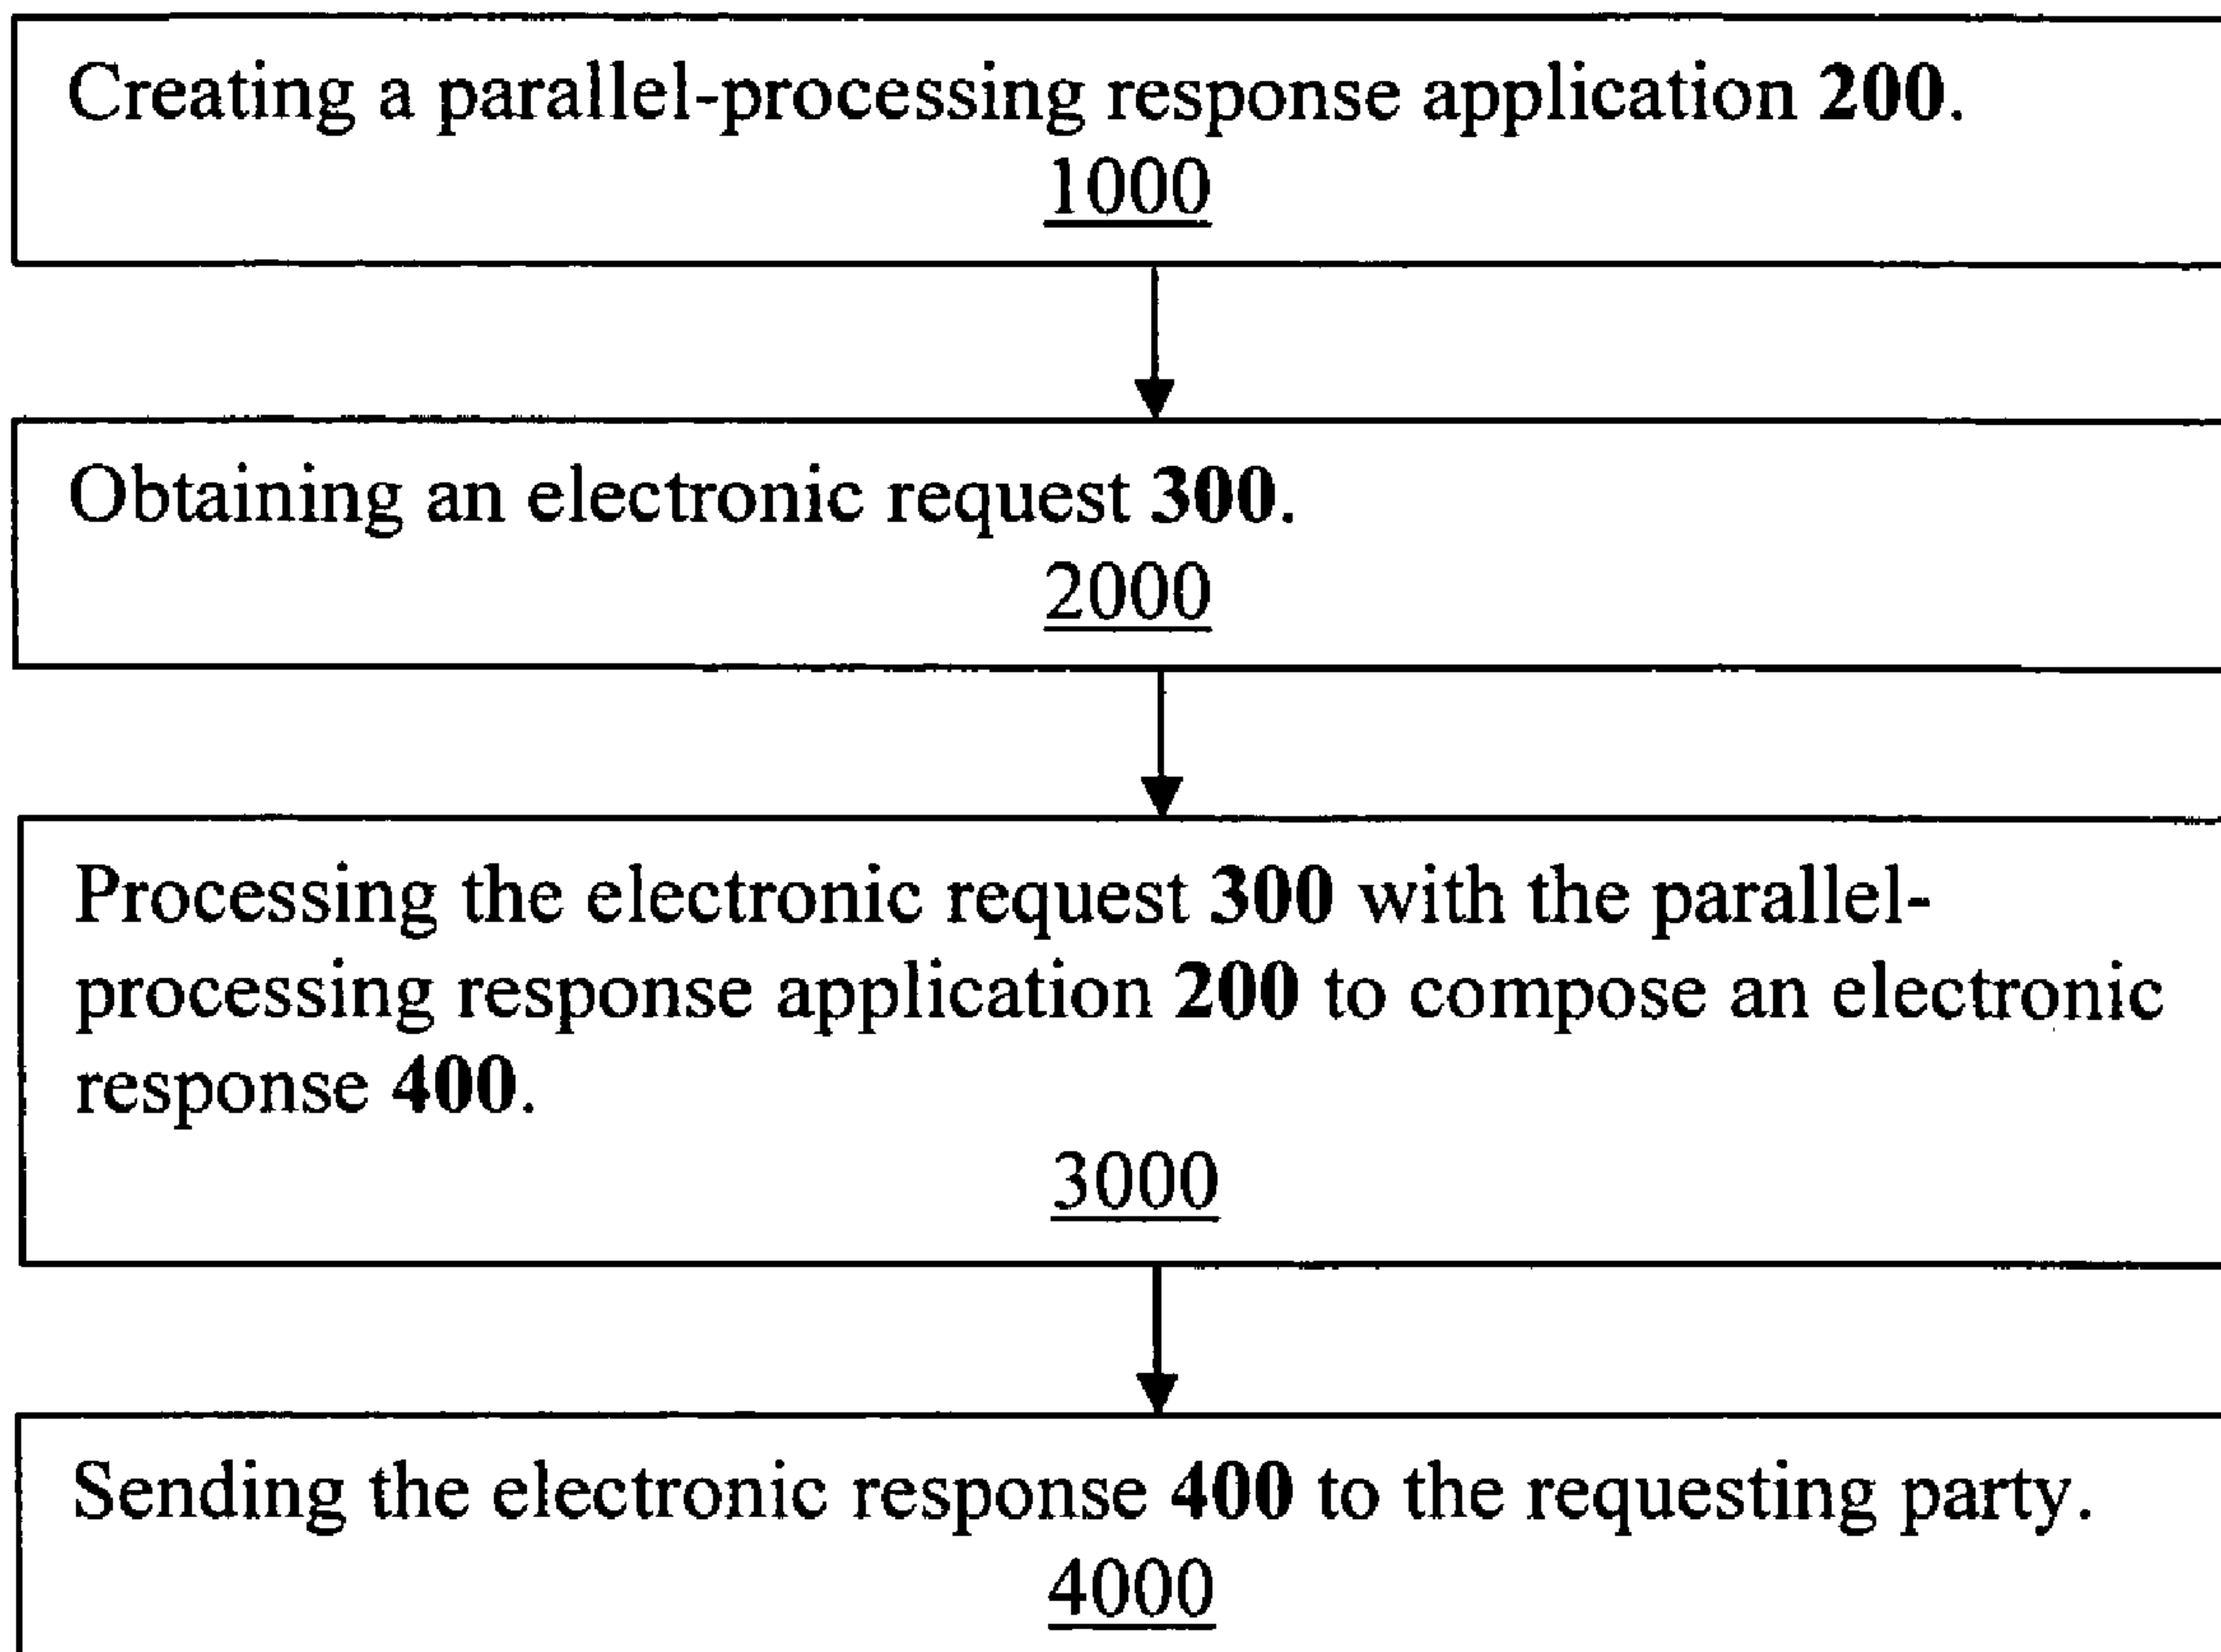 Creating a parallel-processing response application 200.
1000
Obtaining an electronic request 300.
2000
Processing the electronic request 300 with the parallel-
processing response application 200 to compose an electronic
response 400.
3000
Sending the electronic response 400 to the requesting party.
4000